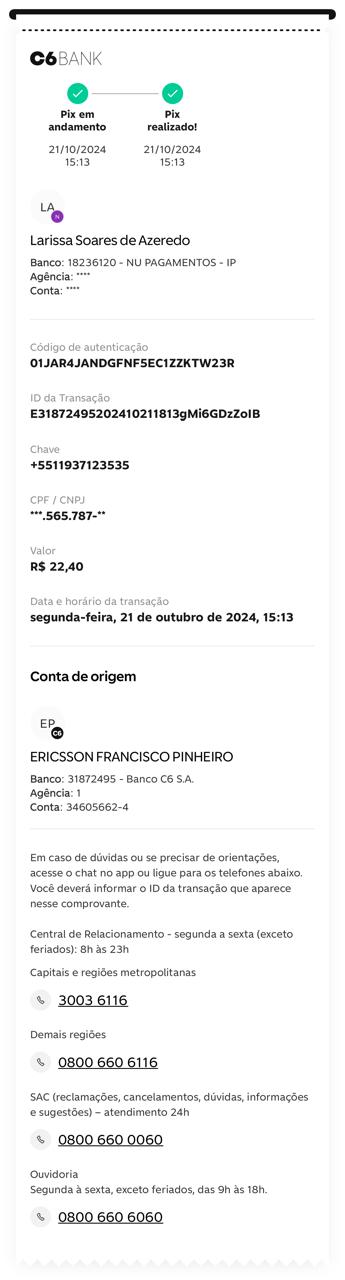 C6BANK
Pix em
andamento
Pix
realizado!
21/10/2024
15:13
21/10/2024
15:13
LA
N
Larissa Soares de Azeredo
Banco: 18236120 - NU PAGAMENTOS - IP
Agência: ****
Conta: ****
Código de autenticação
01JAR4JANDGFNF5EC1ZZKTW23R
ID da Transação
E31872495202410211813gMi6GDzZoIB
Chave
+5511937123535
CPF / CNPJ
***.565.787-**
Valor
R$ 22,40
Data e horário da transação
segunda-feira, 21 de outubro de 2024, 15:13
Conta de origem
EP
C6
ERICSSON FRANCISCO PINHEIRO
Banco: 31872495 - Banco C6 S.A.
Agência: 1
Conta: 34605662-4
Em caso de dúvidas ou se precisar de orientações,
acesse o chat no app ou ligue para os telefones abaixo.
Você deverá informar o ID da transação que aparece
nesse comprovante.
Central de Relacionamento - segunda a sexta (exceto
feriados): 8h às 23h
Capitais e regiões metropolitanas
3003 6116
Demais regiões
0800 660 6116
SAC (reclamações, cancelamentos, dúvidas, informações
e sugestões) – atendimento 24h
0800 660 0060
Ouvidoria
Segunda à sexta, exceto feriados, das 9h às 18h.
0800 660 6060